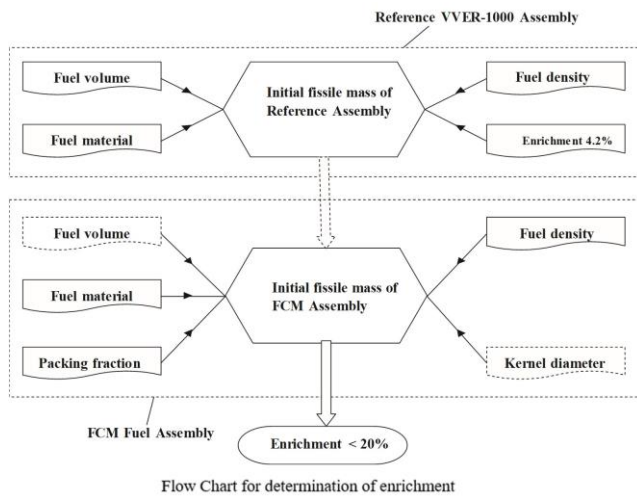 Reference VVER-1000 Assembly
Fuel volume
Fuel material
Initial fissile mass of
Reference Assembly
Fuel density
Enrichment 4.2%
Fuel volume
Fuel material
Packing fraction
Initial fissile mass of
FCM Assembly
Fuel density
Kernel diameter
FCM Fuel Assembly
Enrichment < 20%
Flow Chart for determination of enrichment